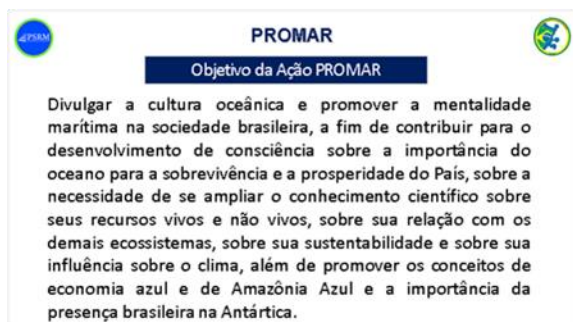 PSRM
PROMAR
Objetivo da Ação PROMAR
Divulgar a cultura oceânica e promover a mentalidade
marítima na sociedade brasileira, a fim de contribuir para o
desenvolvimento de consciência sobre a importância do
oceano para a sobrevivência e a prosperidade do País, sobre a
necessidade de se ampliar o conhecimento científico sobre
seus recursos vivos e não vivos, sobre sua relação com os
demais ecossistemas, sobre sua sustentabilidade e sobre sua
influência sobre o clima, além de promover os conceitos de
economia azul e de Amazônia Azul e a importância da
presença brasileira na Antártica.